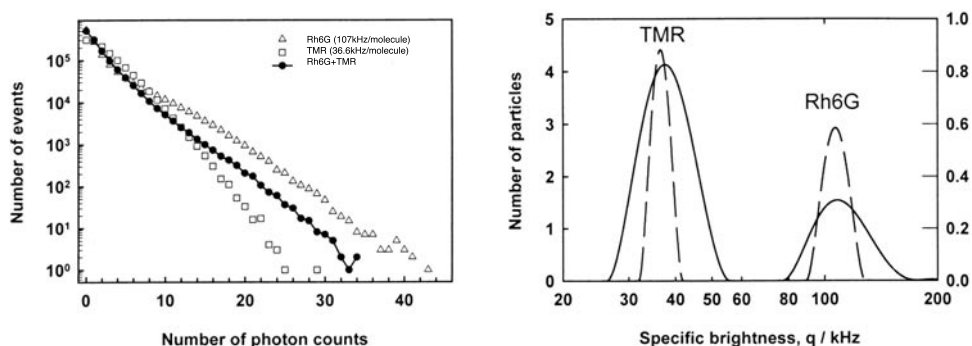 Number of events
10⁵
10⁴
10³
10²
10¹
10⁰
Rh6G (107kHz/molecule)
TMR (36.6kHz/molecule)
Rh6G+TMR
0 10 20 30 40
Number of photon counts
Number of particles
5
4
3
2
1
0
TMR
Rh6G
1.0
0.8
0.6
0.4
0.2
0.0
20 30 40 50 60 80 100 200
Specific brightness, q / kHz